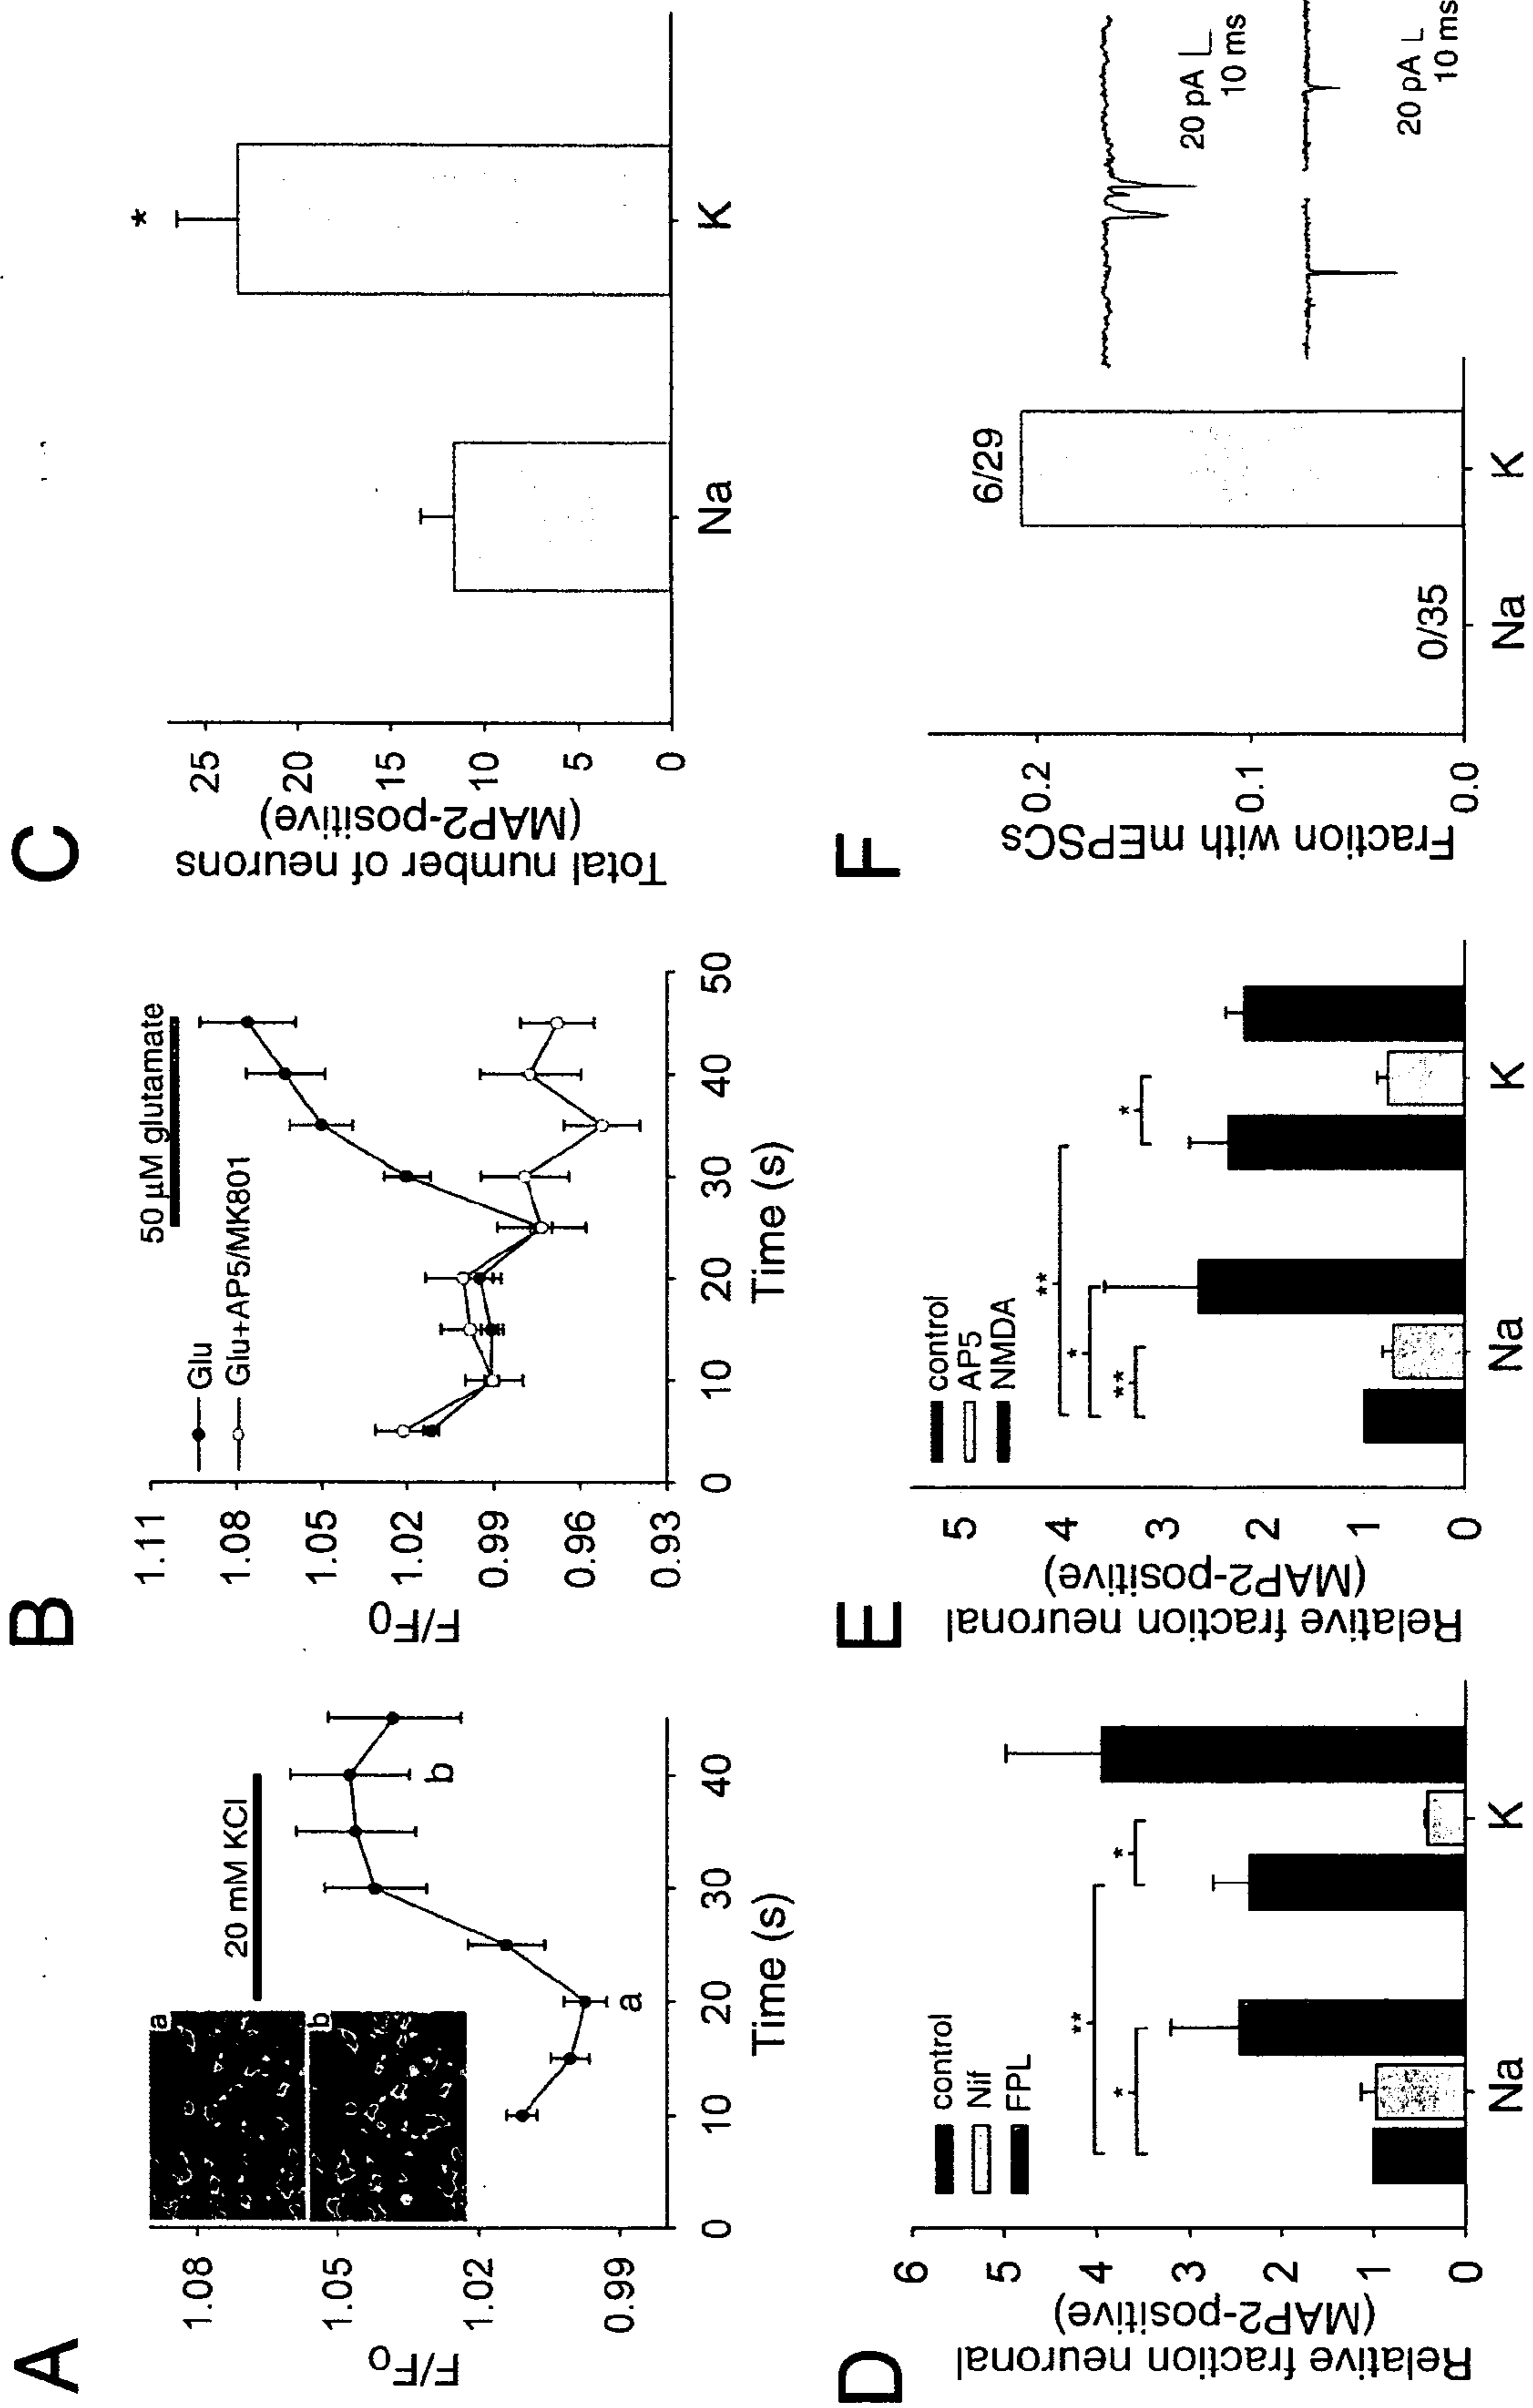 A
F/F0
1.08
1.05
1.02
0.99
a
b
20 mM KCl
a
b
0
10
20
30
40
Time (s)
B
F/F0
1.11
1.08
1.05
1.02
0.99
0.96
0.93
Glu
Glu+AP5/MK801
50 µM glutamate
0
10
20
30
40
50
Time (s)
C
Total number of neurons
(MAP2-positive)
25
20
15
10
5
0
*
Na
K
D
Relative fraction neuronal
(MAP2-positive)
6
5
4
3
2
1
0
control
Nif
FPL
**
*
*
Na
K
E
Relative fraction neuronal
(MAP2-positive)
5
4
3
2
1
0
control
AP5
NMDA
**
*
**
*
Na
K
F
Fraction with mEPSCs
0.2
0.1
0.0
0/35
6/29
Na
K
20 pA
10 ms
20 pA
10 ms